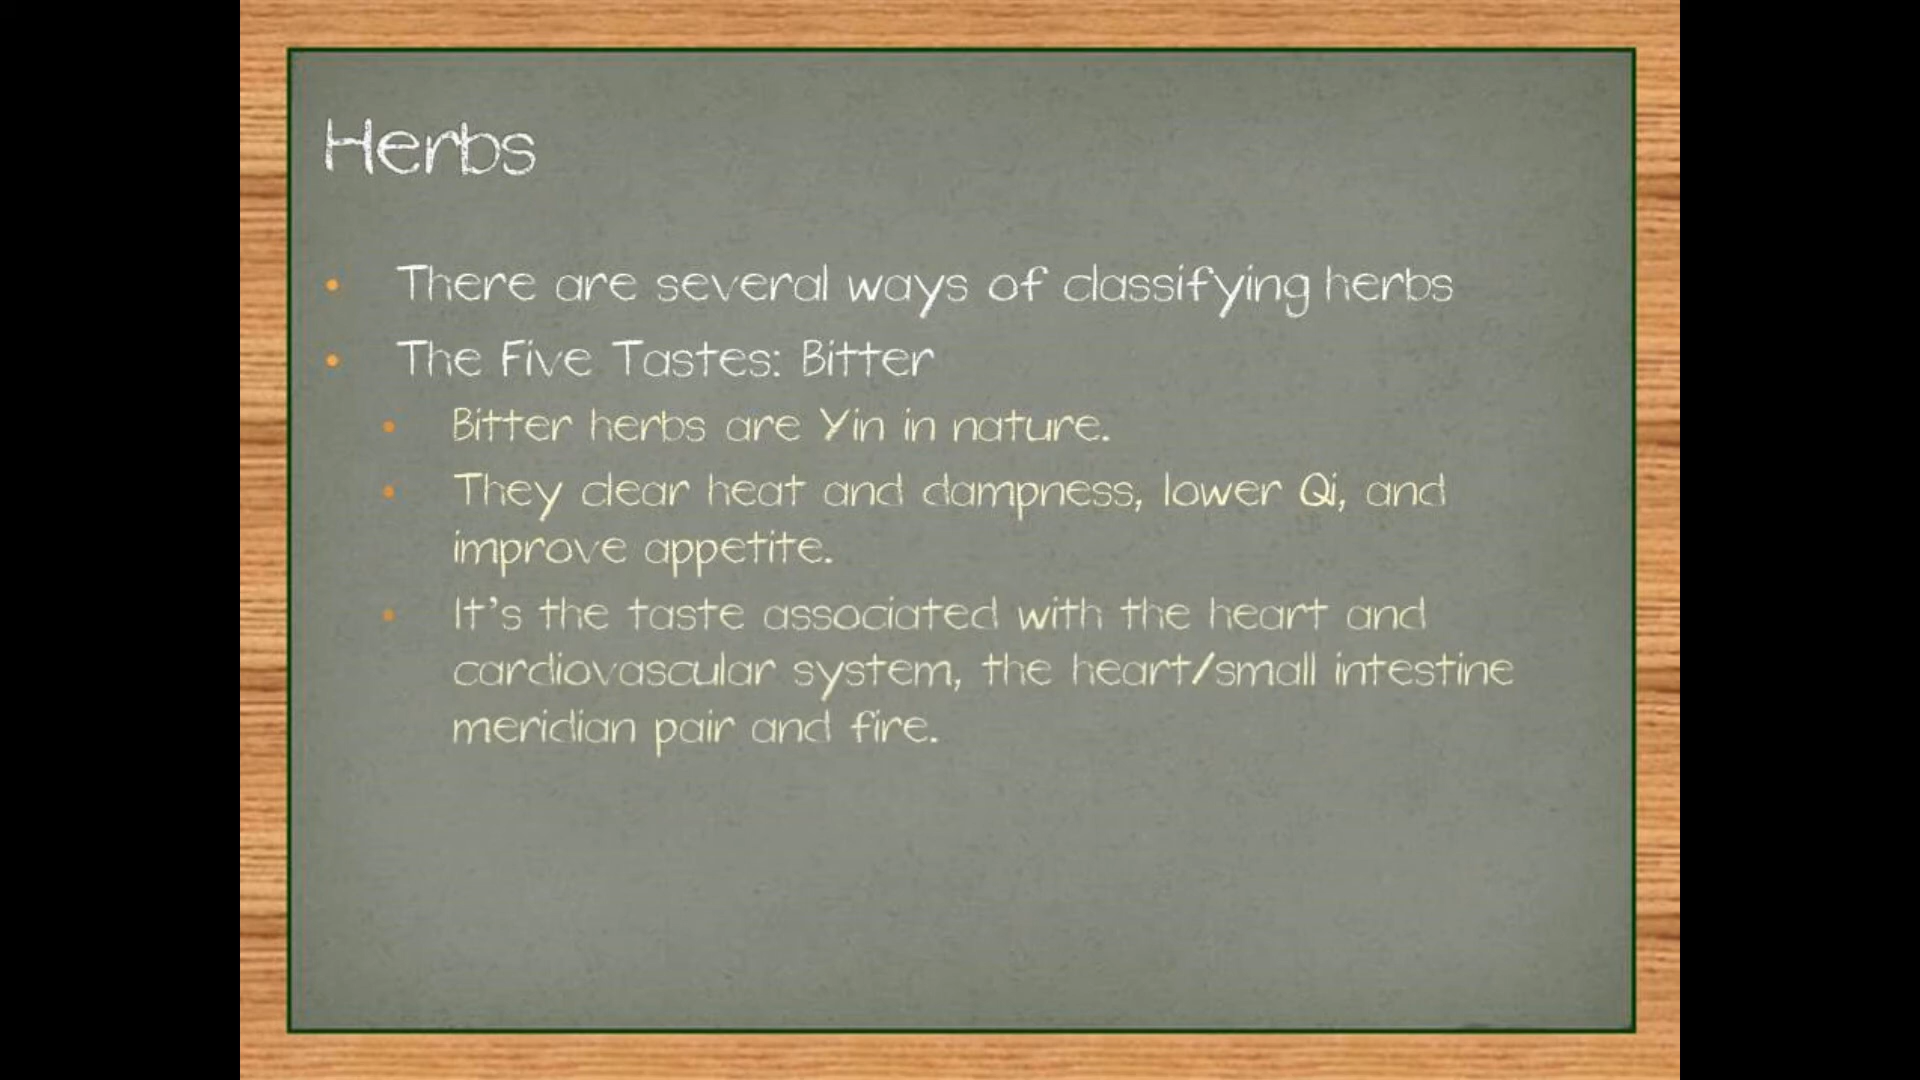 Herbs
• There are several ways of classifying herbs
• The Five Tastes: Bitter
• Bitter herbs are Yin in nature.
• They clear heat and dampness, lower Qi, and
improve appetite.
• It's the taste associated with the heart and
cardiovascular system, the heart/small intestine
meridian pair and fire.